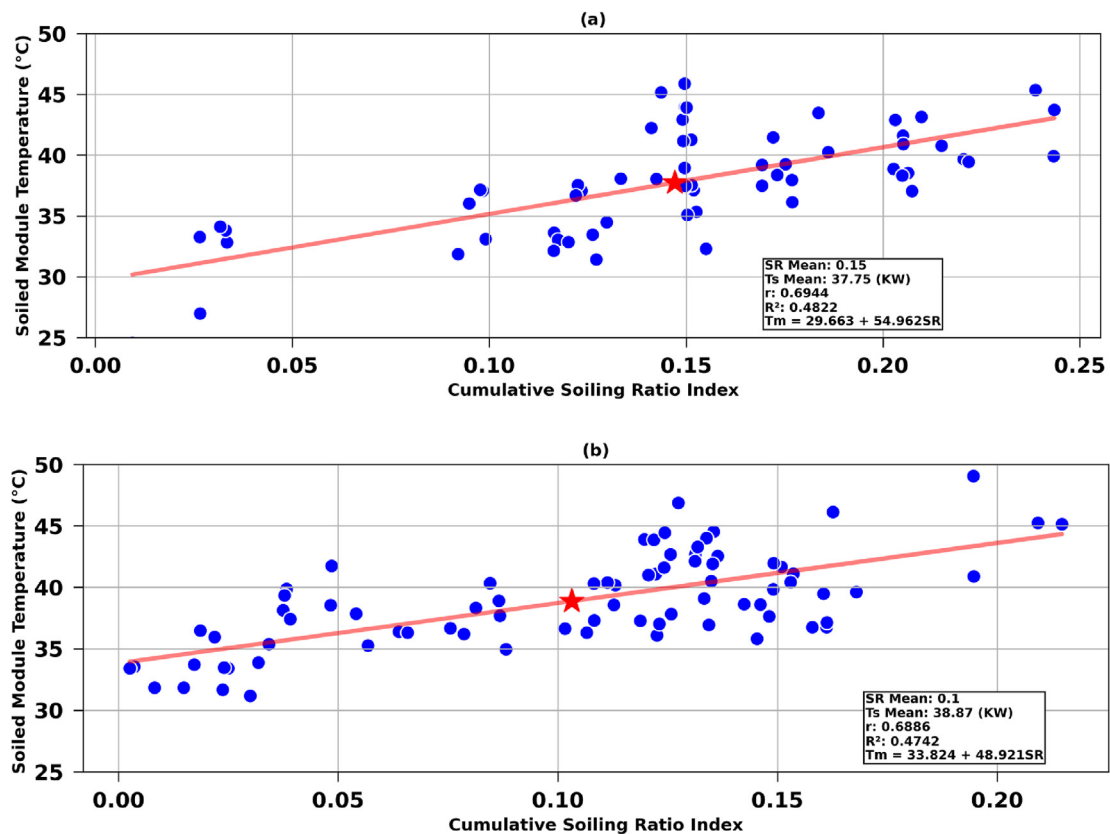 (a)
Soiled Module Temperature (°C)
50
45
40
35
30
25
SR Mean: 0.15
Ts Mean: 37.75 (KW)
r: 0.6944
R²: 0.4822
Tm = 29.663 + 54.962SR
0.00 0.05 0.10 0.15 0.20 0.25
Cumulative Soiling Ratio Index
(b)
Soiled Module Temperature (°C)
50
45
40
35
30
25
SR Mean: 0.1
Ts Mean: 38.87 (KW)
r: 0.6886
R²: 0.4742
Tm = 33.824 + 48.921SR
0.00 0.05 0.10 0.15 0.20
Cumulative Soiling Ratio Index